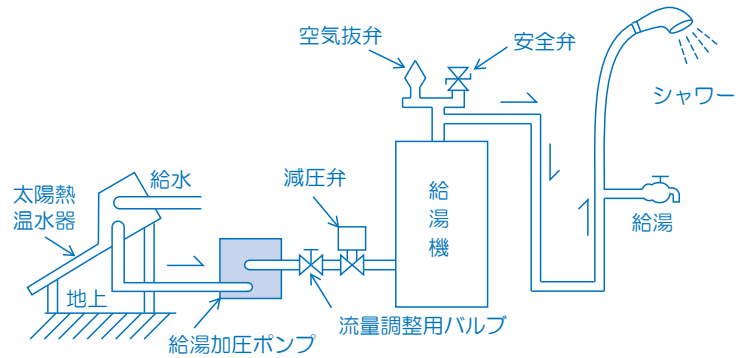 空気抜弁
安全弁
シャワー
減圧弁
給水
太陽熱
温水器
給湯機
給湯
地上
流量調整用バルブ
給湯加圧ポンプ